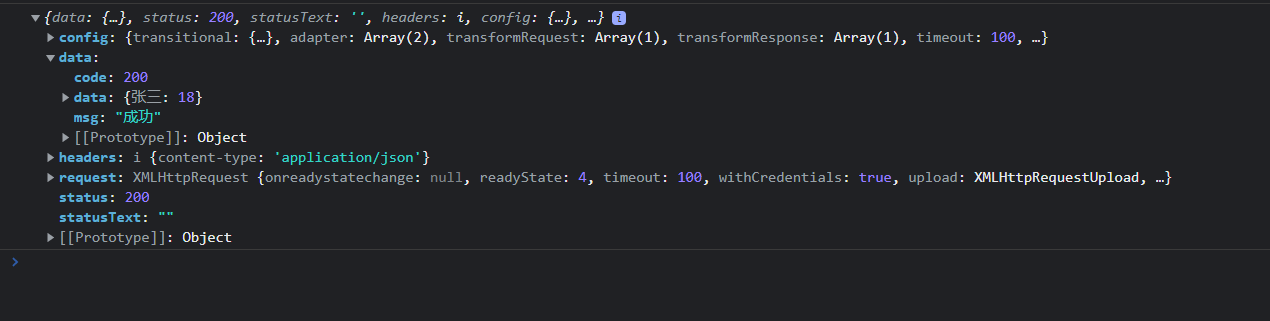 ▼{data: {…}, status: 200, statusText: '', headers: i, config: {…}, …} i
▶config: {transitional: {…}, adapter: Array(2), transformRequest: Array(1), transformResponse: Array(1), timeout: 100, …}
▼data:
code: 200
▶data: {张三: 18}
msg: "成功"
▶[[Prototype]]: Object
▶headers: i {content-type: 'application/json'}
▶request: XMLHttpRequest {onreadystatechange: null, readyState: 4, timeout: 100, withCredentials: true, upload: XMLHttpRequestUpload, …}
status: 200
statusText: ""
▶[[Prototype]]: Object
>